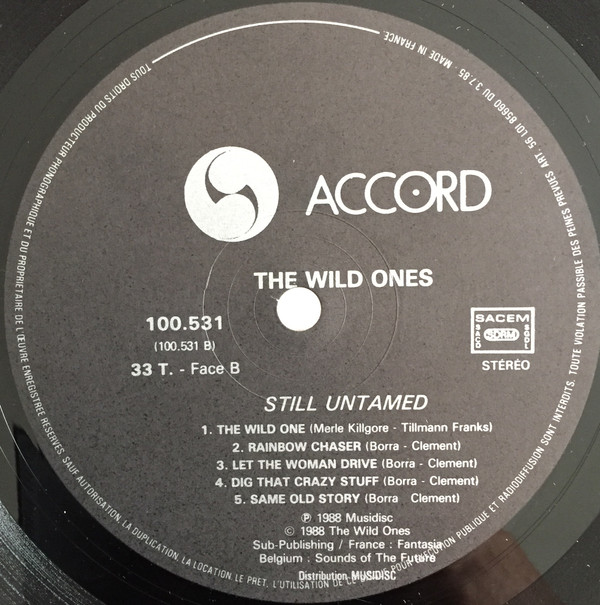 TOUS DROITS DU PRODUCTEUR PHONOGRAPHIQUE ET DU PROPRIETAIRE DE L'ŒUVRE ENREGISTREE RESERVES SAUF AUTORISATION, LA DUPLICATION, LA LOCATION LE PRET, L'UTILISATION DE CE DISQUE POUR EXECUTION PUBLIQUE ET RADIODIFFUSION SONT INTERDITS. TOUTE VIOLATION PASSIBLE DES PEINES PREVUES ART. 56 LOI 85660 DU 3.7.85. MADE IN FRANCE
ACCORD
THE WILD ONES
100.531
(100.531 B)
33 T. - Face B
SACEM
SACD SDRM SGDL
STÉRÉO
STILL UNTAMED
1. THE WILD ONE (Merle Killgore - Tillmann Franks)
2. RAINBOW CHASER (Borra - Clement)
3. LET THE WOMAN DRIVE (Borra - Clement)
4. DIG THAT CRAZY STUFF (Borra - Clement)
5. SAME OLD STORY (Borra Clement)
℗ 1988 Musidisc
© 1988 The Wild Ones
Sub-Publishing / France : Fantasia
Belgium : Sounds of The Future
Distribution MUSIDISC